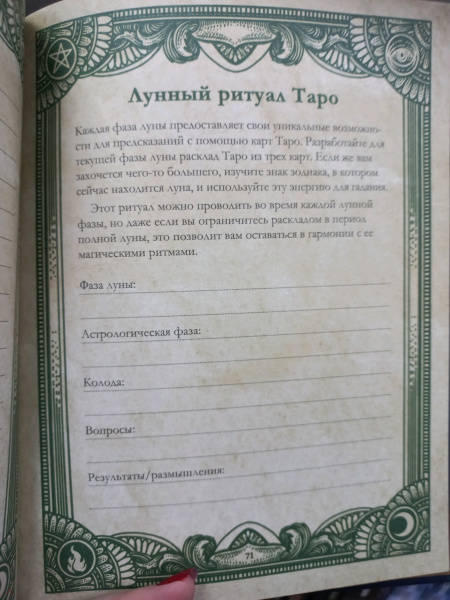 Лунный ритуал Таро
Каждая фаза луны предоставляет свои уникальные возможно-
сти для предсказаний с помощью карт Таро. Разработайте для
текущей фазы луны расклад Таро из трех карт. Если же вам
захочется чего-то большего, изучите знак зодиака, в котором
сейчас находится луна, и используйте эту энергию для гадания.
Этот ритуал можно проводить во время каждой лунной
фазы, но даже если вы ограничитесь раскладом в период
полной луны, это позволит вам оставаться в гармонии с ее
магическими ритмами.
Фаза луны:
Астрологическая фаза:
Колода:
Вопросы:
Результаты/размышления:
71